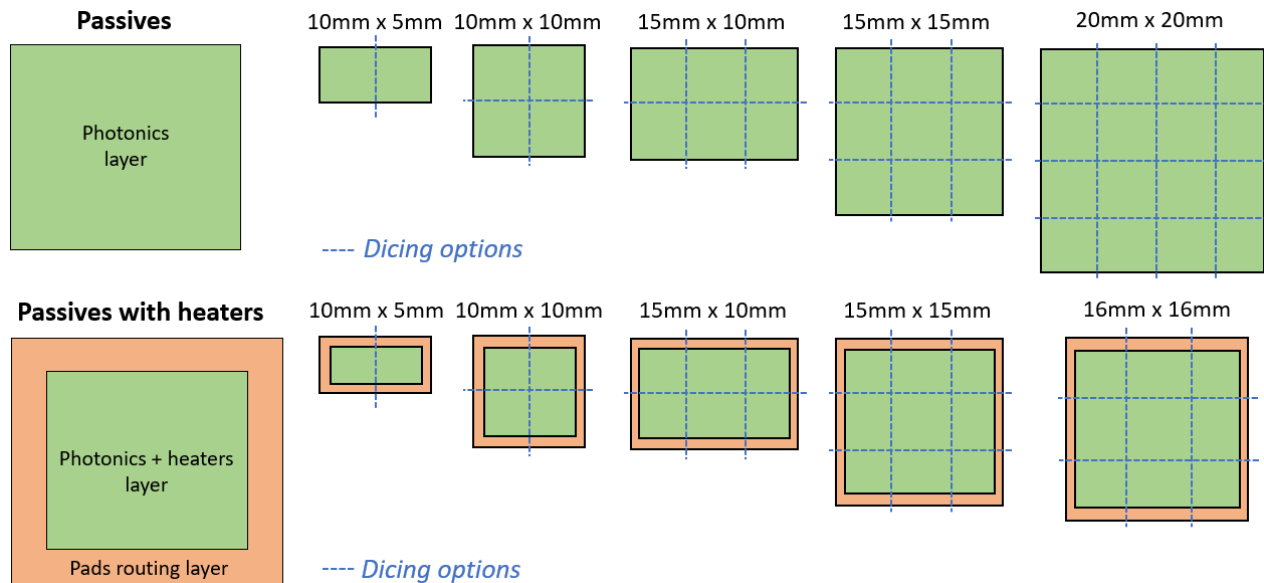 Passives
10mm x 5mm
10mm x 10mm
15mm x 10mm
15mm x 15mm
20mm x 20mm
Photonics
layer
---- Dicing options
Passives with heaters
10mm x 5mm
10mm x 10mm
15mm x 10mm
15mm x 15mm
16mm x 16mm
Photonics + heaters
layer
Pads routing layer
---- Dicing options